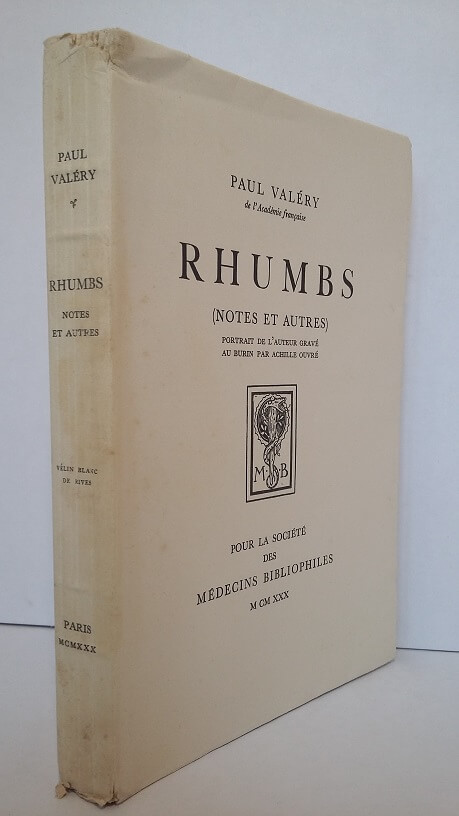 PAUL
VALÉRY
RHUMBS
NOTES
ET AUTRES
VÉLIN BLANC
DE RIVES
PARIS
MCMXXX
PAUL VALÉRY
de l'Académie française
RHUMBS
(NOTES ET AUTRES)
PORTRAIT DE L'AUTEUR GRAVÉ
AU BURIN PAR ACHILLE OUVRÉ
M B
POUR LA SOCIÉTÉ
DES
MÉDECINS BIBLIOPHILES
M CM XXX